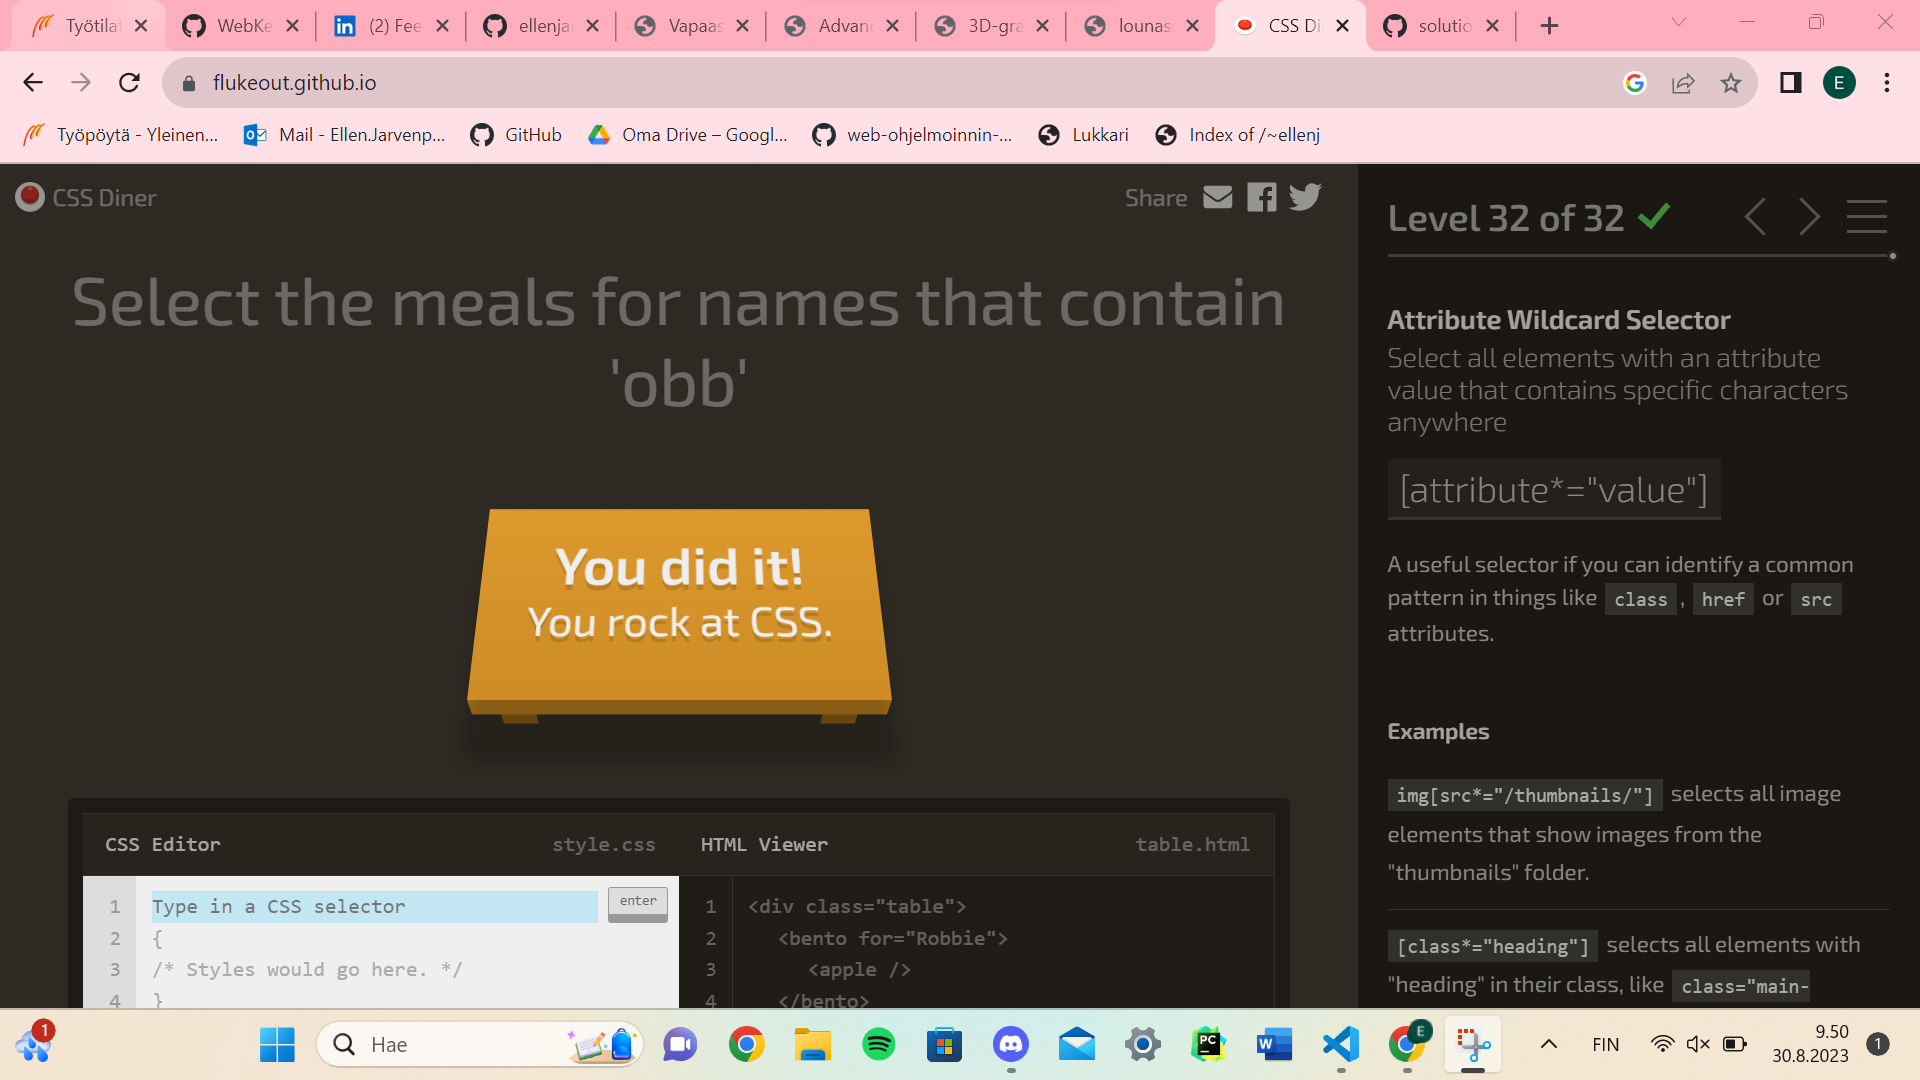 Työtilat
WebKe
(2) Fee
ellenjar
Vapaas
Advanc
3D-gra
lounas
CSS Di
solutio
flukeout.github.io
E
Työpöytä - Yleinen...
Mail - Ellen.Jarvenp...
GitHub
Oma Drive – Googl...
web-ohjelmoinnin-...
Lukkari
Index of /~ellenj
CSS Diner
Share
Select the meals for names that contain
'obb'
You did it!
You rock at CSS.
CSS Editor
style.css
HTML Viewer
table.html
1
Type in a CSS selector
enter
2
{
3
/* Styles would go here. */
4
}
1
<div class="table">
2
<bento for="Robbie">
3
<apple />
4
</bento>
Level 32 of 32
Attribute Wildcard Selector
Select all elements with an attribute
value that contains specific characters
anywhere
[attribute*="value"]
A useful selector if you can identify a common
pattern in things like class , href or src
attributes.
Examples
img[src*="/thumbnails/"] selects all image
elements that show images from the
"thumbnails" folder.
[class*="heading"] selects all elements with
"heading" in their class, like class="main-
1
Hae
PC
W
E
FIN
9.50
30.8.2023
1